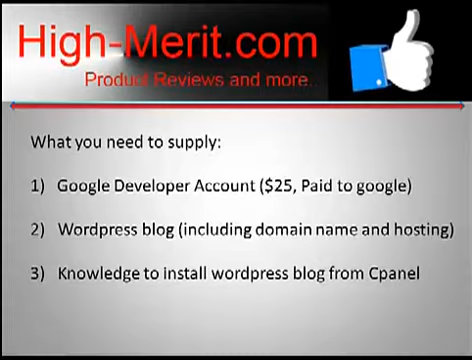 High-Merit.com
Product Reviews and more..
What you need to supply:
1) Google Developer Account ($25, Paid to google)
2) Wordpress blog (including domain name and hosting)
3) Knowledge to install wordpress blog from Cpanel